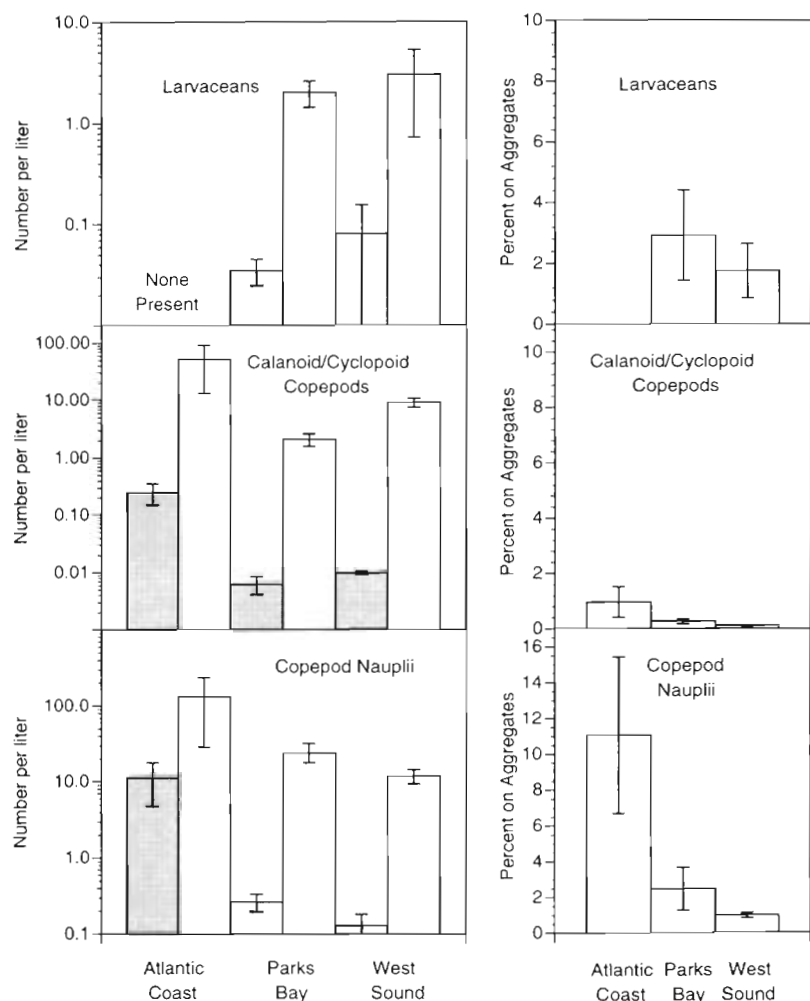 Number per liter
10.0
1.0
0.1
Larvaceans
None
Present
Number per liter
100.00
10.00
1.00
0.10
0.01
Calanoid/Cyclopoid
Copepods
Number per liter
100.0
10.0
1.0
0.1
Copepod Nauplii
Atlantic
Coast
Parks
Bay
West
Sound
Percent on Aggregates
10
8
6
4
2
0
Larvaceans
Percent on Aggregates
10
8
6
4
2
0
Calanoid/Cyclopoid
Copepods
Percent on Aggregates
16
14
12
10
8
6
4
2
0
Copepod
Nauplii
Atlantic
Coast
Parks
Bay
West
Sound